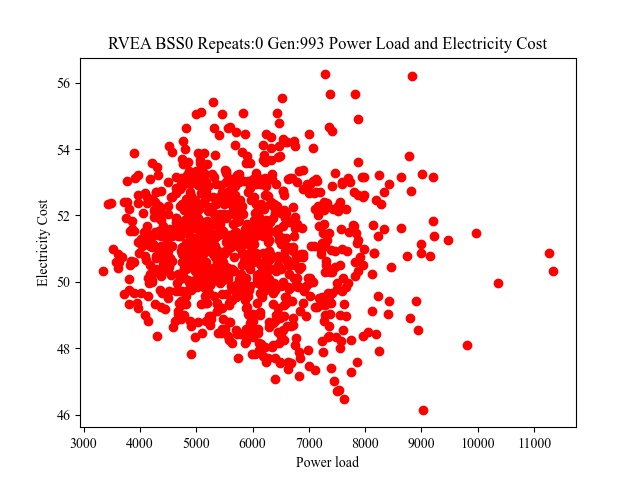 RVEA BSS0 Repeats:0 Gen:993 Power Load and Electricity Cost
56
54
52
50
48
46
Electricity Cost
3000 4000 5000 6000 7000 8000 9000 10000 11000
Power load